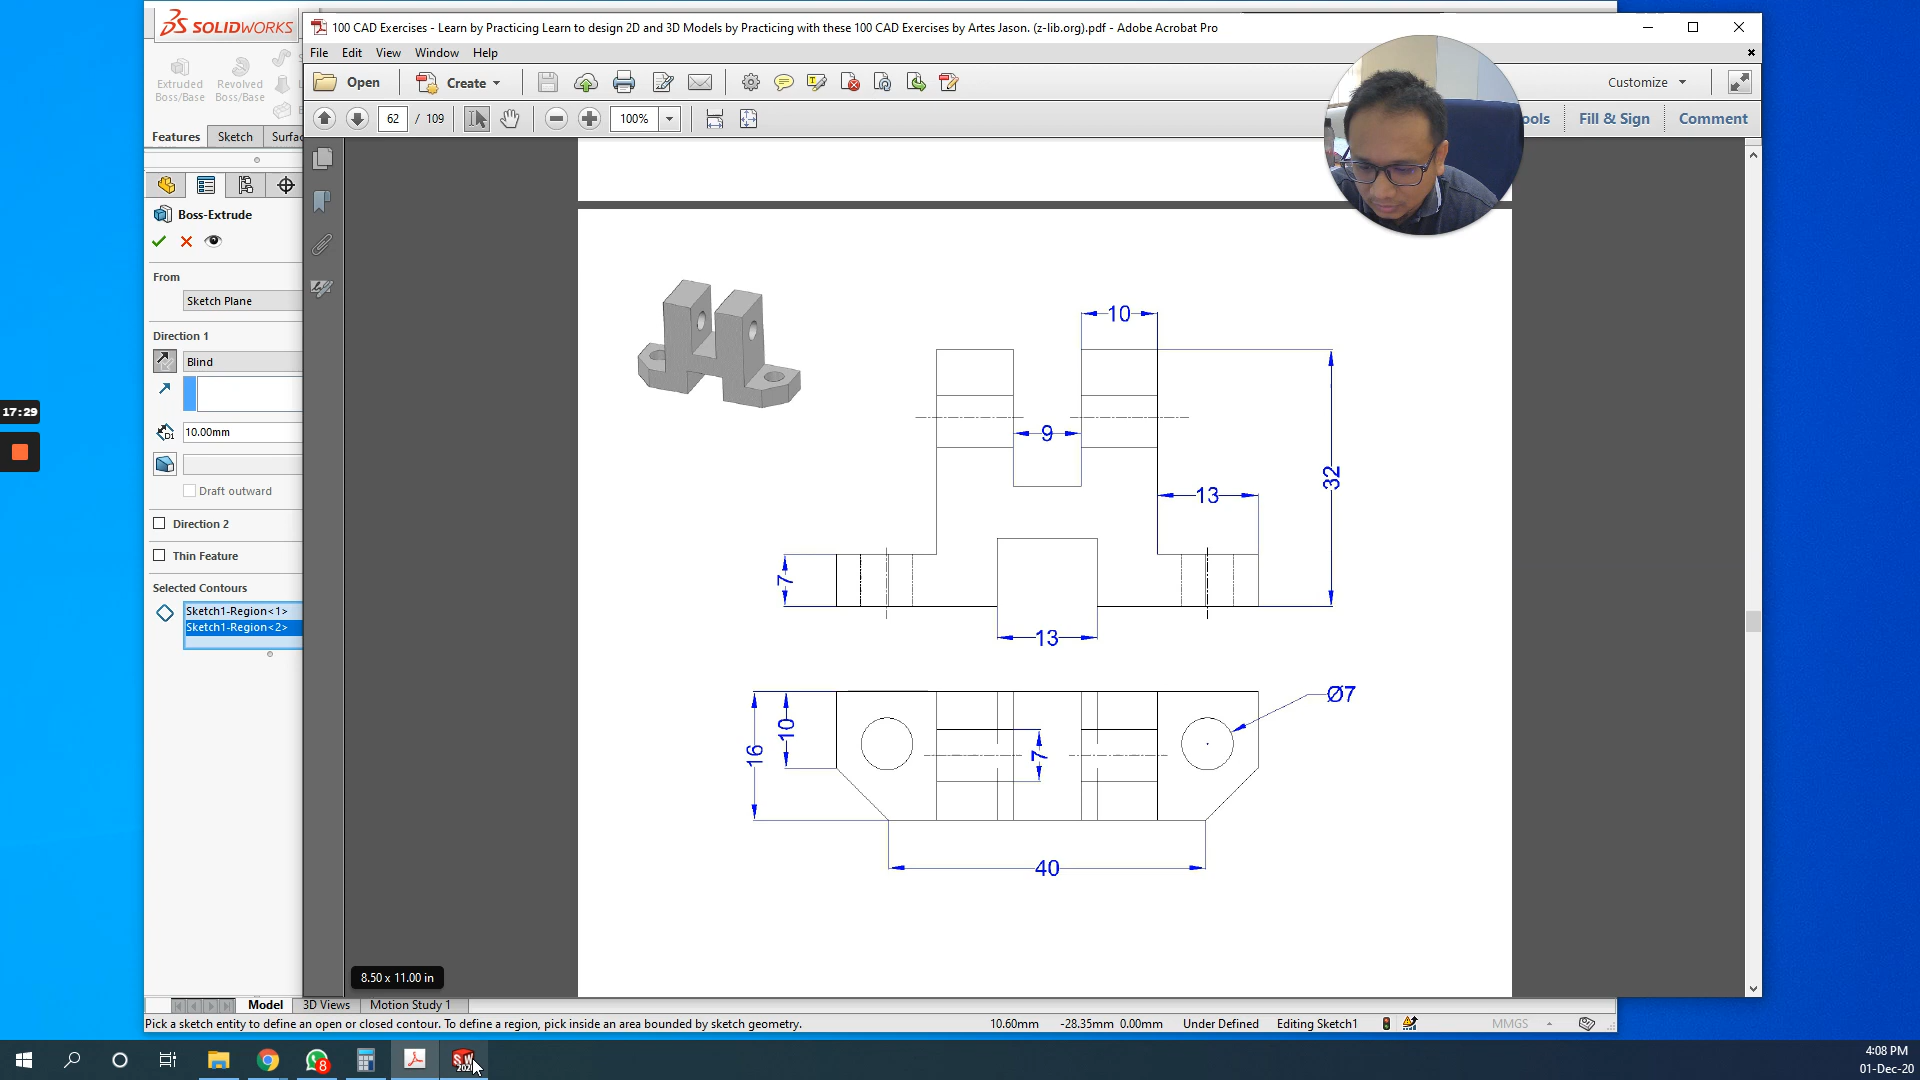 SOLIDWORKS
100 CAD Exercises - Learn by Practicing Learn to design 2D and 3D Models by Practicing with these 100 CAD Exercises by Artes Jason. (z-lib.org).pdf - Adobe Acrobat Pro
File Edit View Window Help
Open Create Customize
62 / 109 100% Fill & Sign Comment
Extruded Boss/Base
Revolved Boss/Base
Features Sketch
Boss-Extrude
From
Sketch Plane
Direction 1
Blind
17:29
10.00mm
Draft outward
Direction 2
Thin Feature
Selected Contours
Sketch1-Region<1>
Sketch1-Region<2>
10
9
32
13
7
13
Ø7
10
16
7
40
8.50 x 11.00 in
Model 3D Views Motion Study 1
Pick a sketch entity to define an open or closed contour. To define a region, pick inside an area bounded by sketch geometry. 10.60mm -28.35mm 0.00mm Under Defined Editing Sketch1 MMGS
8
4:08 PM
01-Dec-20